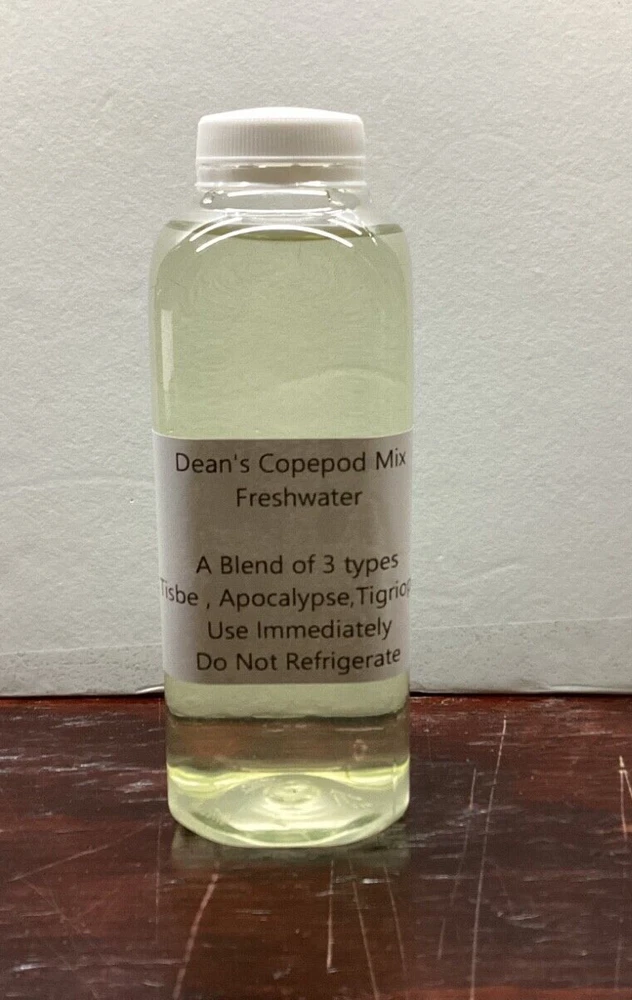 Dean's Copepod Mix
Freshwater
A Blend of 3 types
Tisbe , Apocalypse,Tigriop
Use Immediately
Do Not Refrigerate